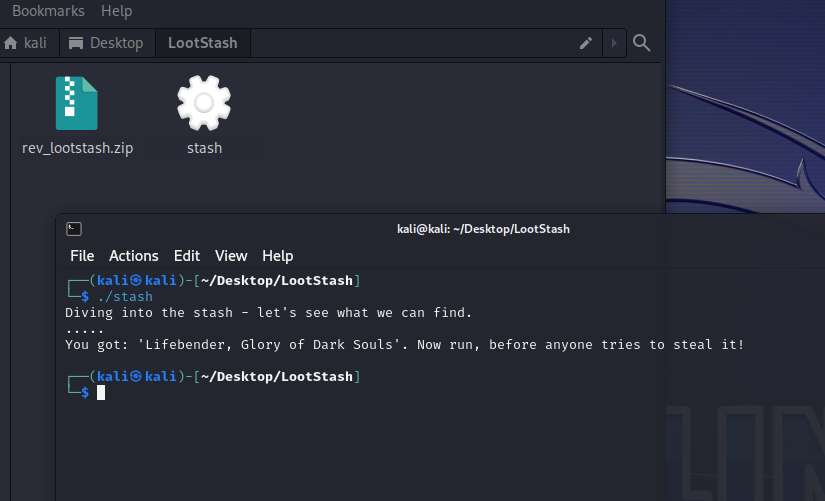 Bookmarks Help
kali Desktop LootStash
rev_lootstash.zip stash
kali@kali: ~/Desktop/LootStash
File Actions Edit View Help
┌──(kali㉿kali)-[~/Desktop/LootStash]
└─$ ./stash
Diving into the stash - let's see what we can find.
.....
You got: 'Lifebender, Glory of Dark Souls'. Now run, before anyone tries to steal it!
┌──(kali㉿kali)-[~/Desktop/LootStash]
└─$